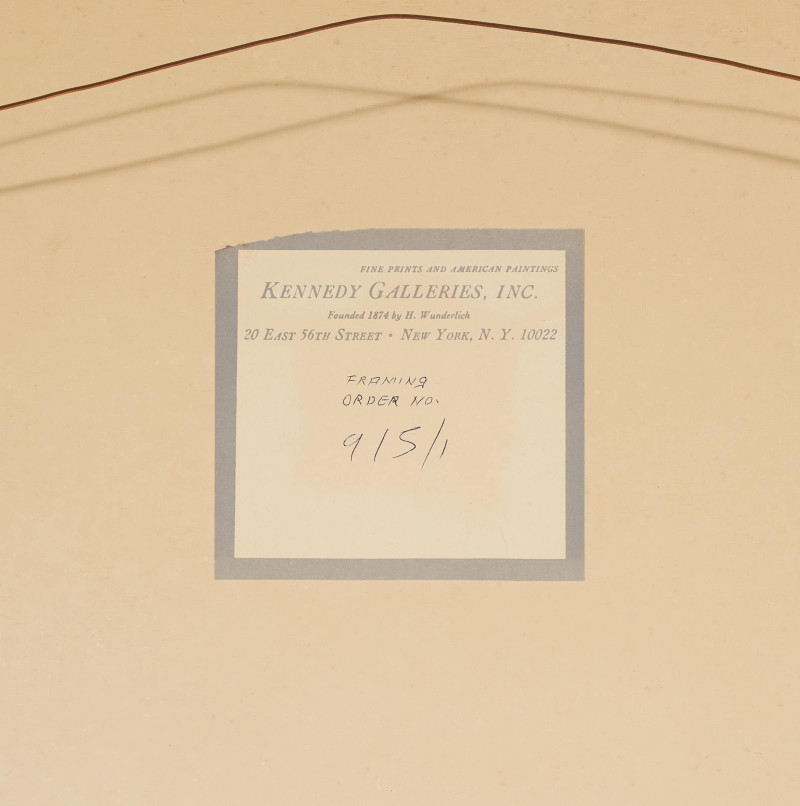 FINE PRINTS AND AMERICAN PAINTINGS
KENNEDY GALLERIES, INC.
Founded 1874 by H. Wunderlich
20 EAST 56TH STREET • NEW YORK, N. Y. 10022
FRAMING
ORDER NO.
9/5/1